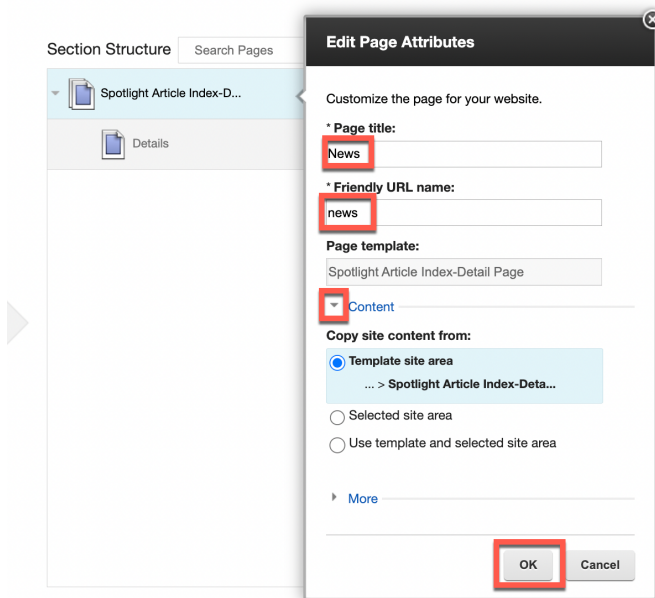 Section Structure
Search Pages
Spotlight Article Index-D...
Details
Edit Page Attributes
Customize the page for your website.
* Page title:
News
* Friendly URL name:
news
Page template:
Spotlight Article Index-Detail Page
Content
Copy site content from:
Template site area
... > Spotlight Article Index-Deta...
Selected site area
Use template and selected site area
More
OK
Cancel